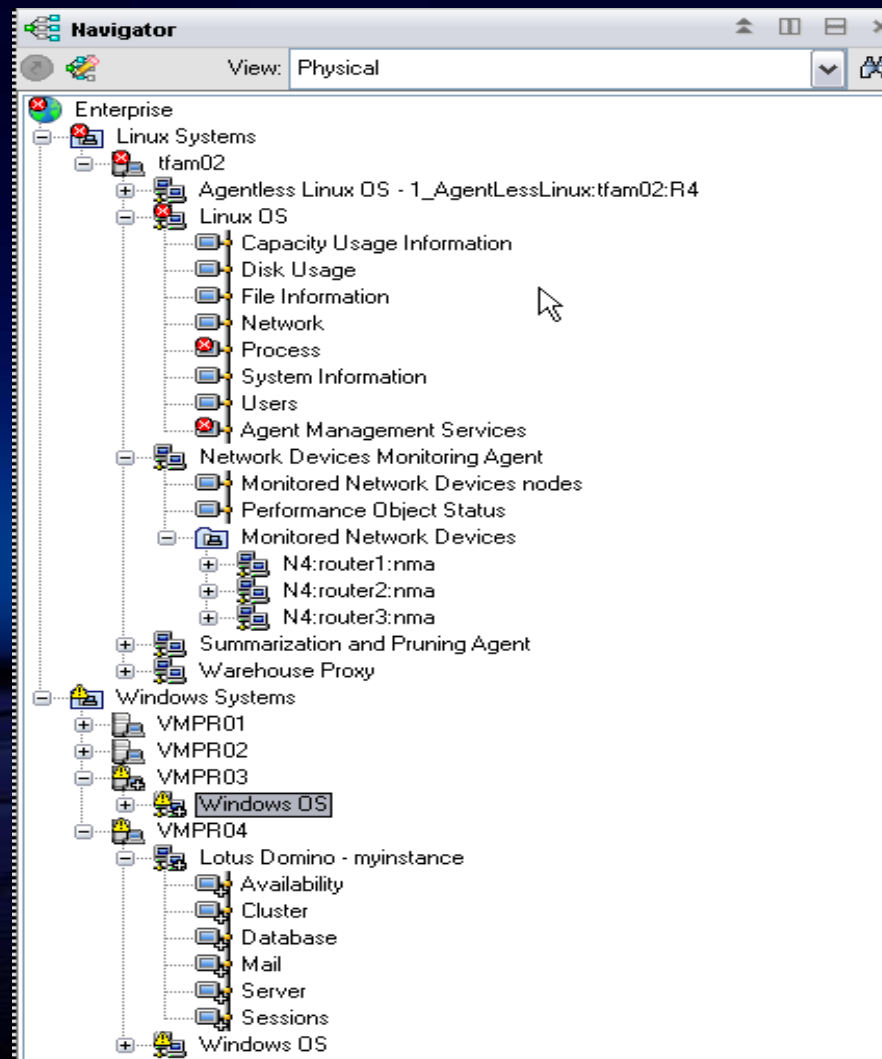 Navigator
View: Physical
Enterprise
Linux Systems
tfam02
Agentless Linux OS - 1_AgentLessLinux:tfam02:R4
Linux OS
Capacity Usage Information
Disk Usage
File Information
Network
Process
System Information
Users
Agent Management Services
Network Devices Monitoring Agent
Monitored Network Devices nodes
Performance Object Status
Monitored Network Devices
N4:router1:nma
N4:router2:nma
N4:router3:nma
Summarization and Pruning Agent
Warehouse Proxy
Windows Systems
VMPR01
VMPR02
VMPR03
Windows OS
VMPR04
Lotus Domino - myinstance
Availability
Cluster
Database
Mail
Server
Sessions
Windows OS